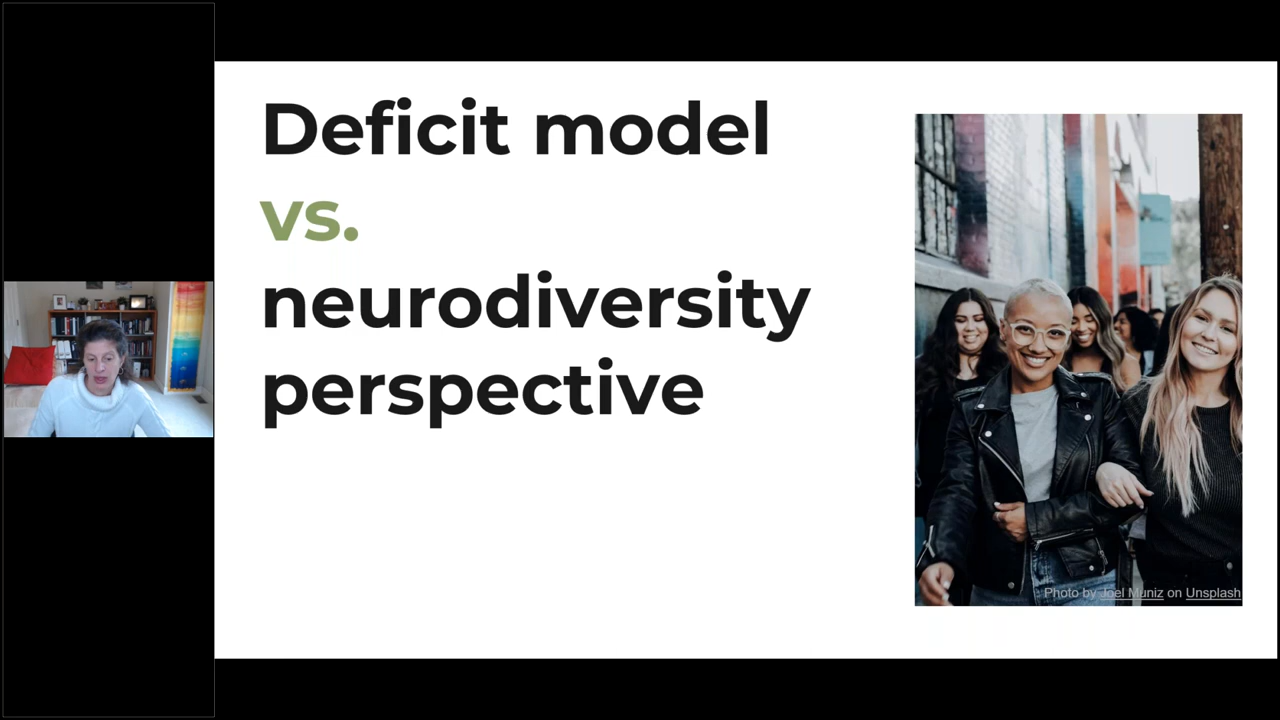 Deficit model
vs.
neurodiversity
perspective
Photo by Joel Muniz on Unsplash